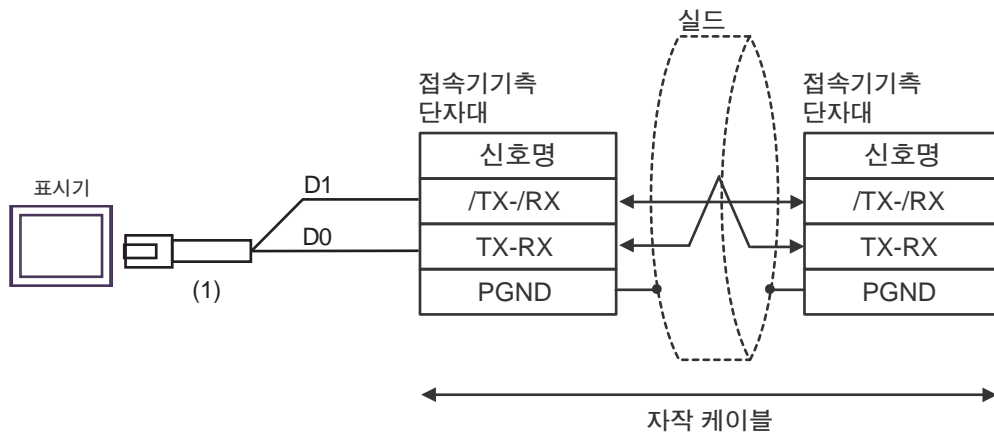 실드
접속기기측
단자대
접속기기측
단자대
신호명
신호명
표시기
D1
/TX-/RX
/TX-/RX
D0
TX-RX
TX-RX
(1)
PGND
PGND
자작 케이블